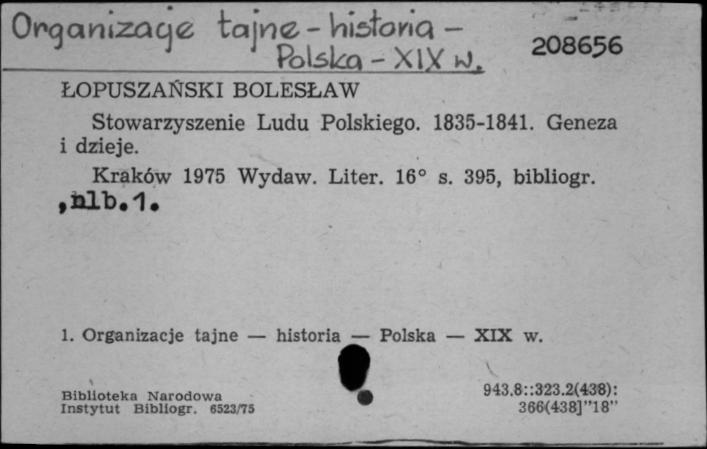 Organizacje tajne - historia -
Polska - XIX w.
208656
ŁOPUSZAŃSKI BOLESŁAW
Stowarzyszenie Ludu Polskiego. 1835-1841. Geneza
i dzieje.
Kraków 1975 Wydaw. Liter. 16° s. 395, bibliogr.
,nlb.1.
1. Organizacje tajne — historia — Polska — XIX w.
Biblioteka Narodowa
Instytut Bibliogr. 6523/75
943.8::323.2(438):
366(438]"18"